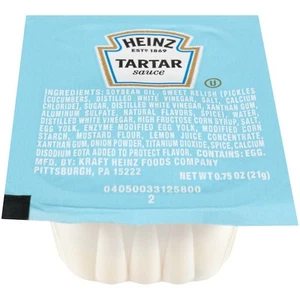 HEINZ
EST? 1869
TARTAR
sauce
U
INGREDIENTS: SOYBEAN OIL, SWEET RELISH (PICKLES
(CUCUMBERS, DISTILLED WHITE VINEGAR, SALT, CALCIUM
CHLORIDE), SUGAR, DISTILLED WHITE VINEGAR, XANTHAN GUM,
ALUMINUM SULFATE, NATURAL FLAVORS, SPICE), WATER,
DISTILLED WHITE VINEGAR, HIGH FRUCTOSE CORN SYRUP, SALT,
EGG YOLK, ENZYME MODIFIED EGG YOLK, MODIFIED CORN
STARCH, MUSTARD FLOUR, LEMON JUICE CONCENTRATE,
XANTHAN GUM, ONION POWDER, TITANIUM DIOXIDE, SPICE, CALCIUM
DISODIUM EDTA ADDED TO PROTECT FLAVOR. CONTAINS: EGG.
MFD. BY: KRAFT HEINZ FOODS COMPANY
PITTSBURGH, PA 15222 NET WT. 0.75 OZ (21g)
04050033125800
2